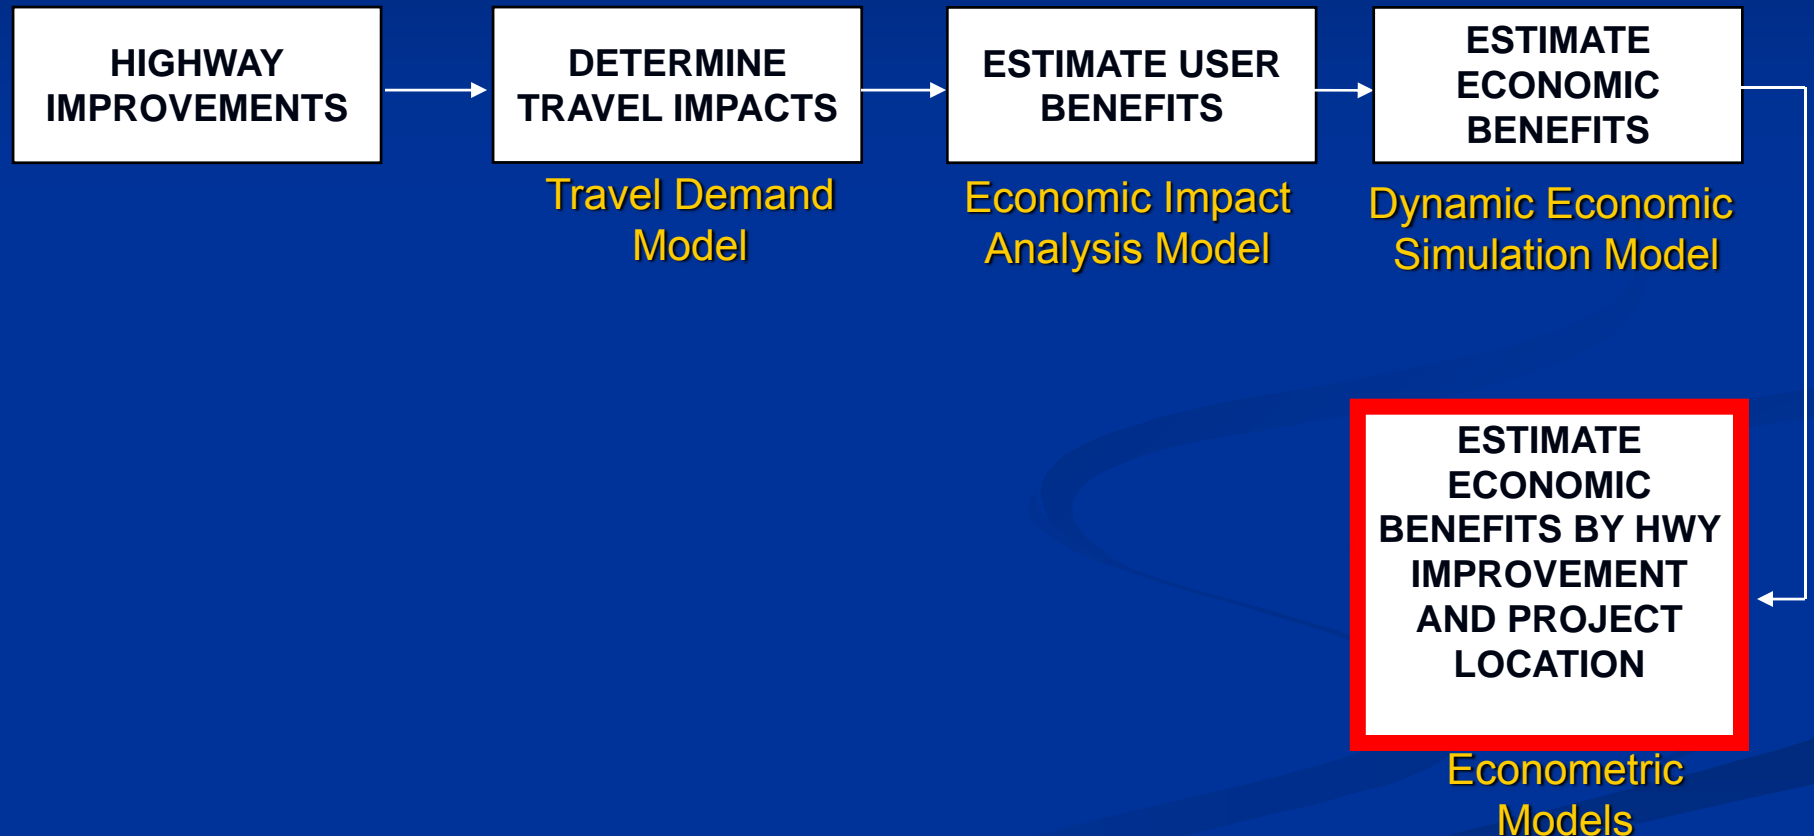 HIGHWAY
IMPROVEMENTS
DETERMINE
TRAVEL IMPACTS
ESTIMATE USER
BENEFITS
ESTIMATE
ECONOMIC
BENEFITS
Travel Demand
Model
Economic Impact
Analysis Model
Dynamic Economic
Simulation Model
ESTIMATE
ECONOMIC
BENEFITS BY HWY
IMPROVEMENT
AND PROJECT
LOCATION
Econometric
Models